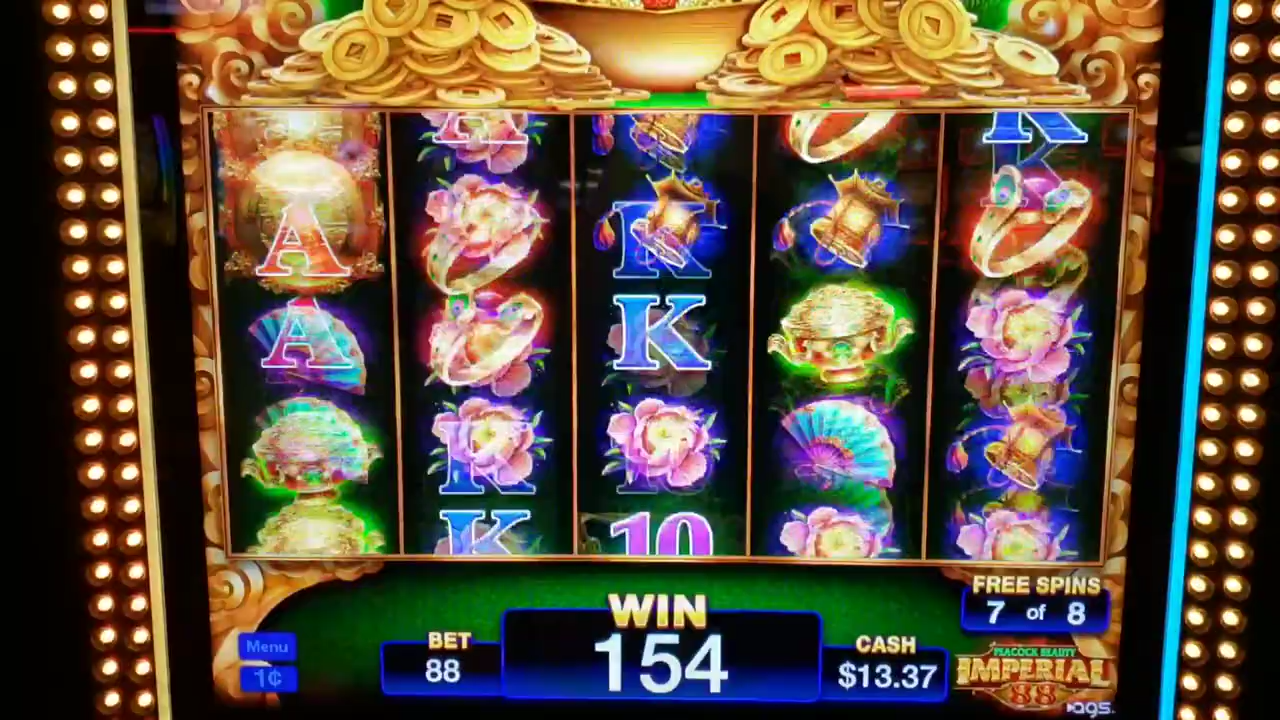 A
K
K
A
K
A
K
K
K
10
WIN
154
BET
88
CASH
$13.37
FREE SPINS
7 of 8
Menu
1¢
PEACOCK BEAUTY
IMPERIAL
88
ags.